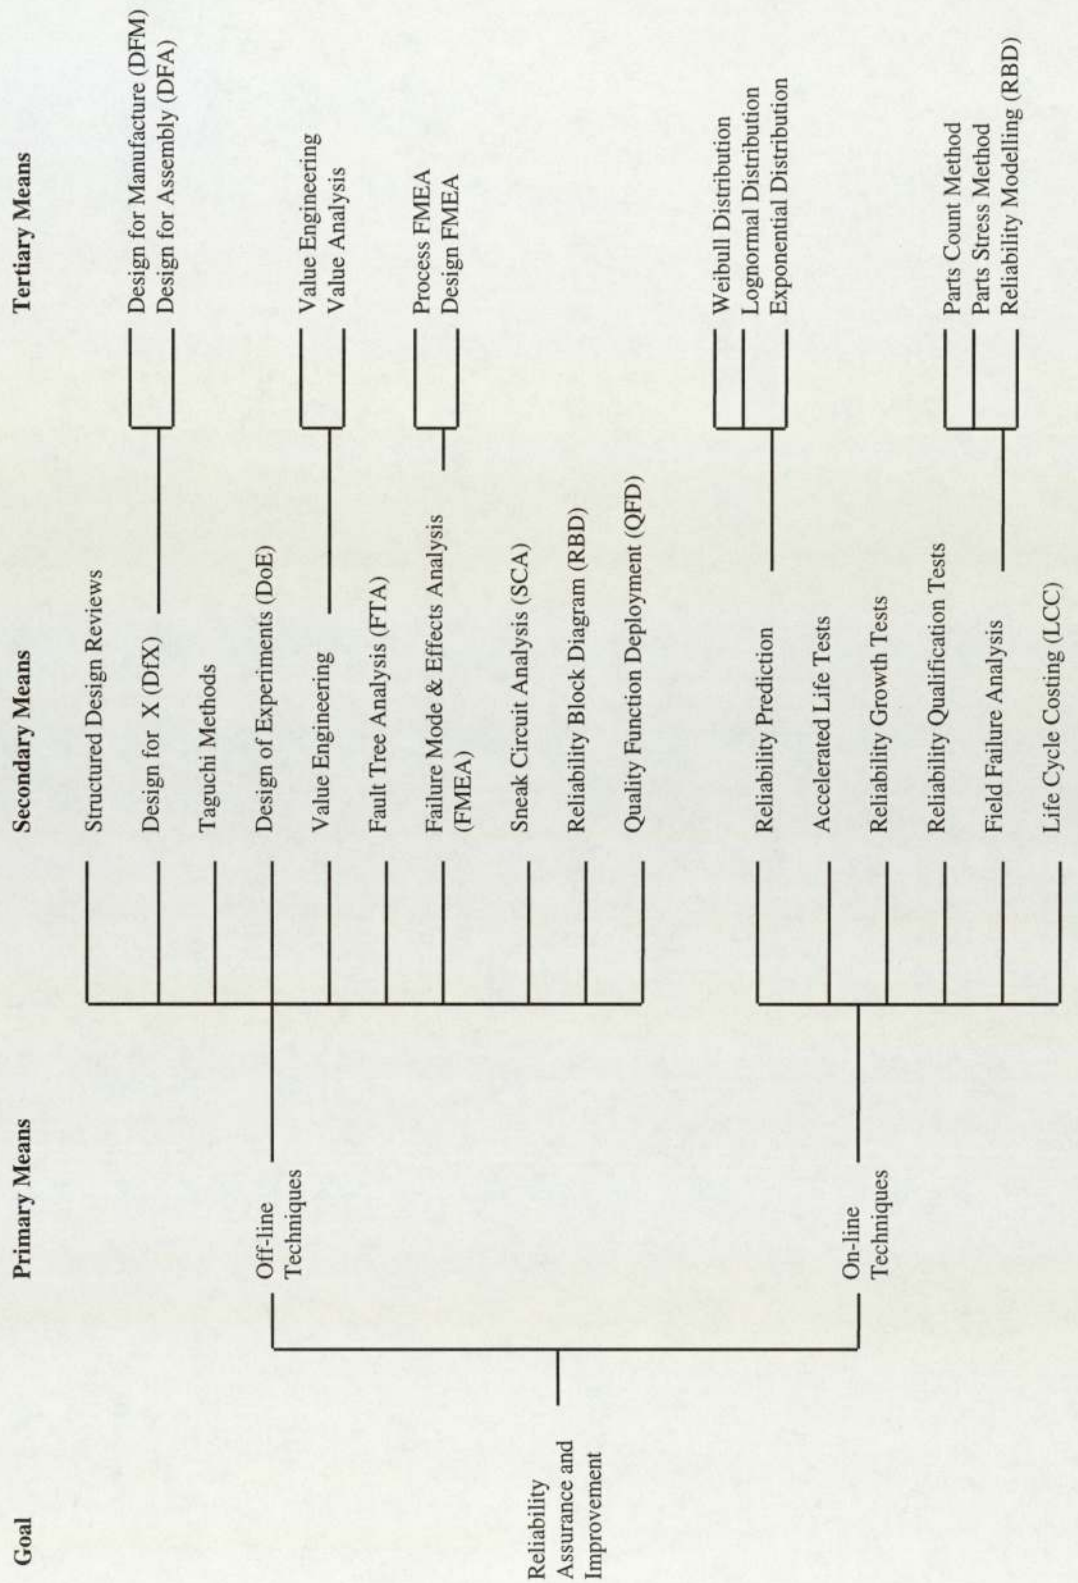 Goal
Primary Means
Secondary Means
Tertiary Means
Reliability
Assurance and
Improvement
Off-line
Techniques
Structured Design Reviews
Design for X (DfX)
Design for Manufacture (DFM)
Design for Assembly (DFA)
Taguchi Methods
Design of Experiments (DoE)
Value Engineering
Value Engineering
Value Analysis
Fault Tree Analysis (FTA)
Failure Mode & Effects Analysis
(FMEA)
Process FMEA
Design FMEA
Sneak Circuit Analysis (SCA)
Reliability Block Diagram (RBD)
Quality Function Deployment (QFD)
On-line
Techniques
Reliability Prediction
Weibull Distribution
Lognormal Distribution
Exponential Distribution
Accelerated Life Tests
Reliability Growth Tests
Reliability Qualification Tests
Field Failure Analysis
Parts Count Method
Parts Stress Method
Reliability Modelling (RBD)
Life Cycle Costing (LCC)